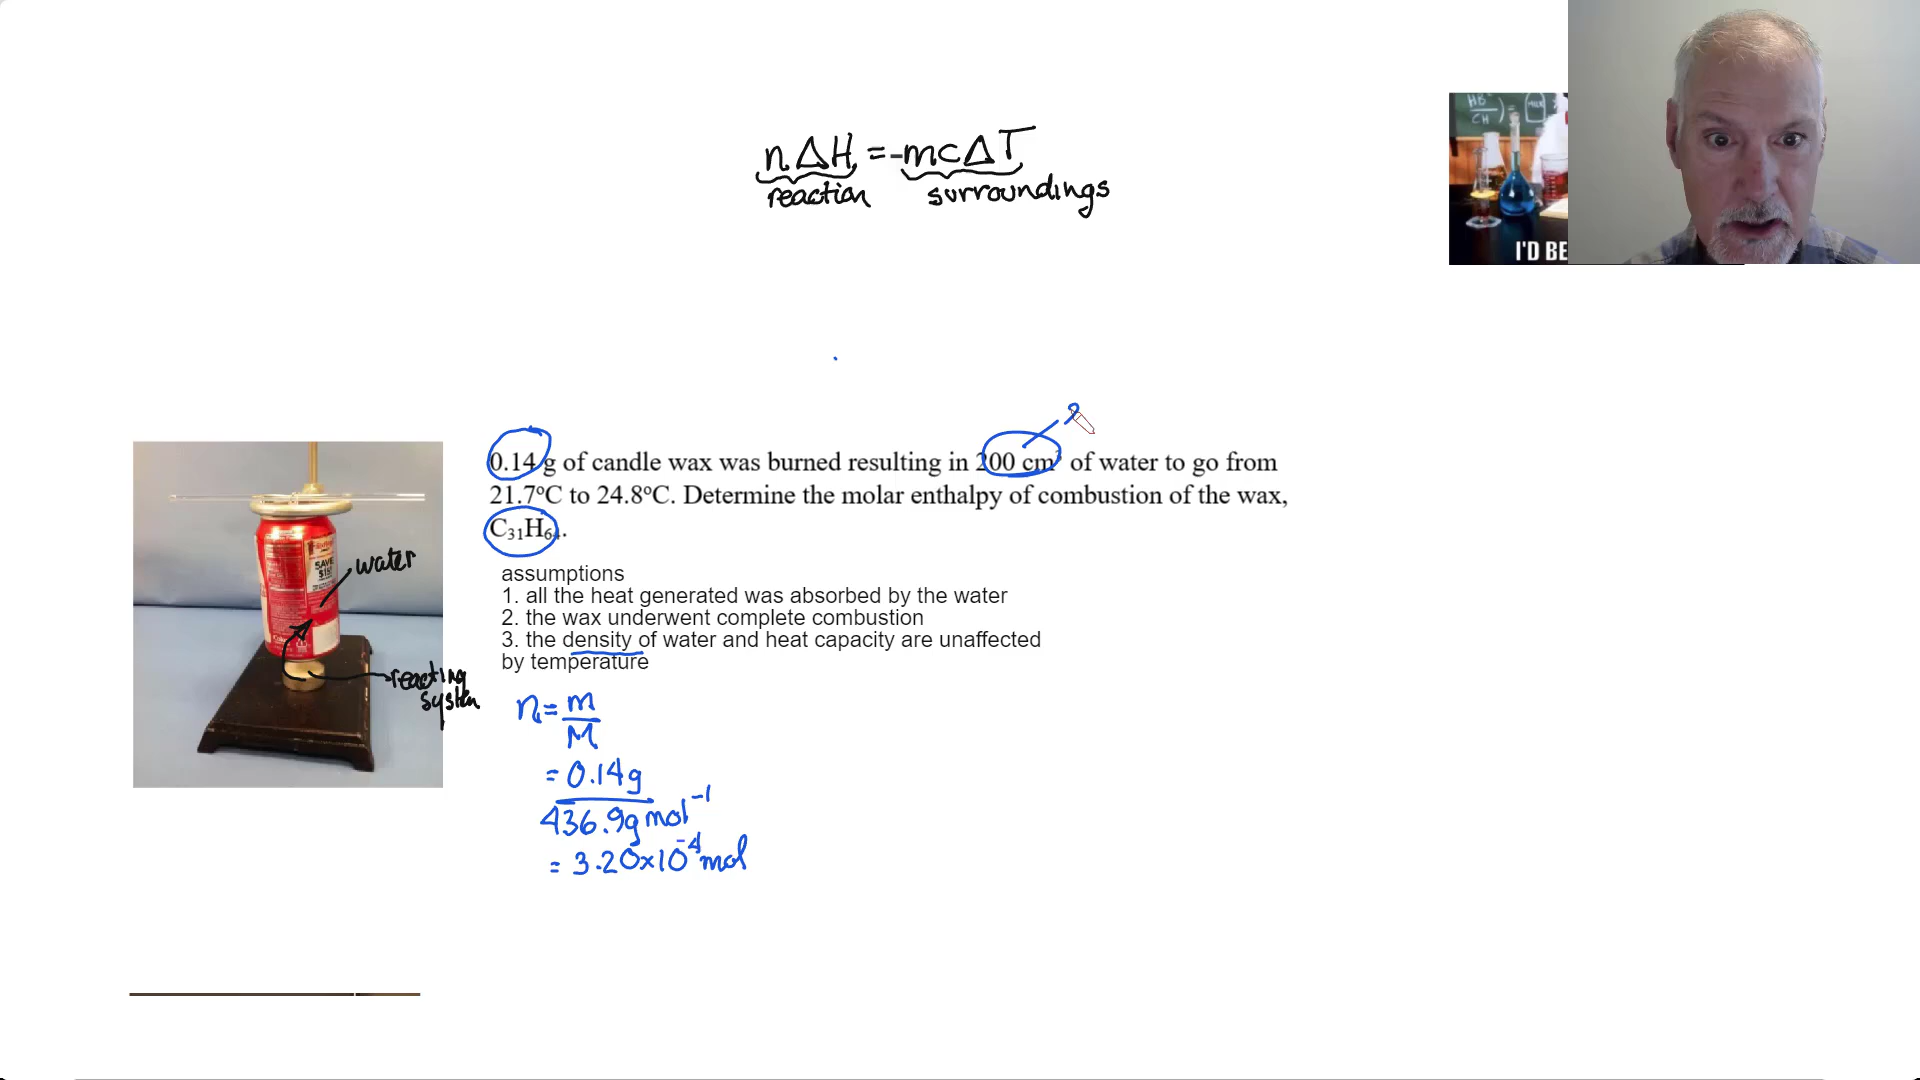 nΔH = -mcΔT
reaction surroundings
I'D BE
0.14 g of candle wax was burned resulting in 200 cm³ of water to go from
21.7ºC to 24.8ºC. Determine the molar enthalpy of combustion of the wax,
C₃₁H₆₄.
SAVE
water
reacting
system
assumptions
1. all the heat generated was absorbed by the water
2. the wax underwent complete combustion
3. the density of water and heat capacity are unaffected
by temperature
n = m
M
= 0.14g
436.9g mol⁻¹
= 3.20×10⁻⁴ mol